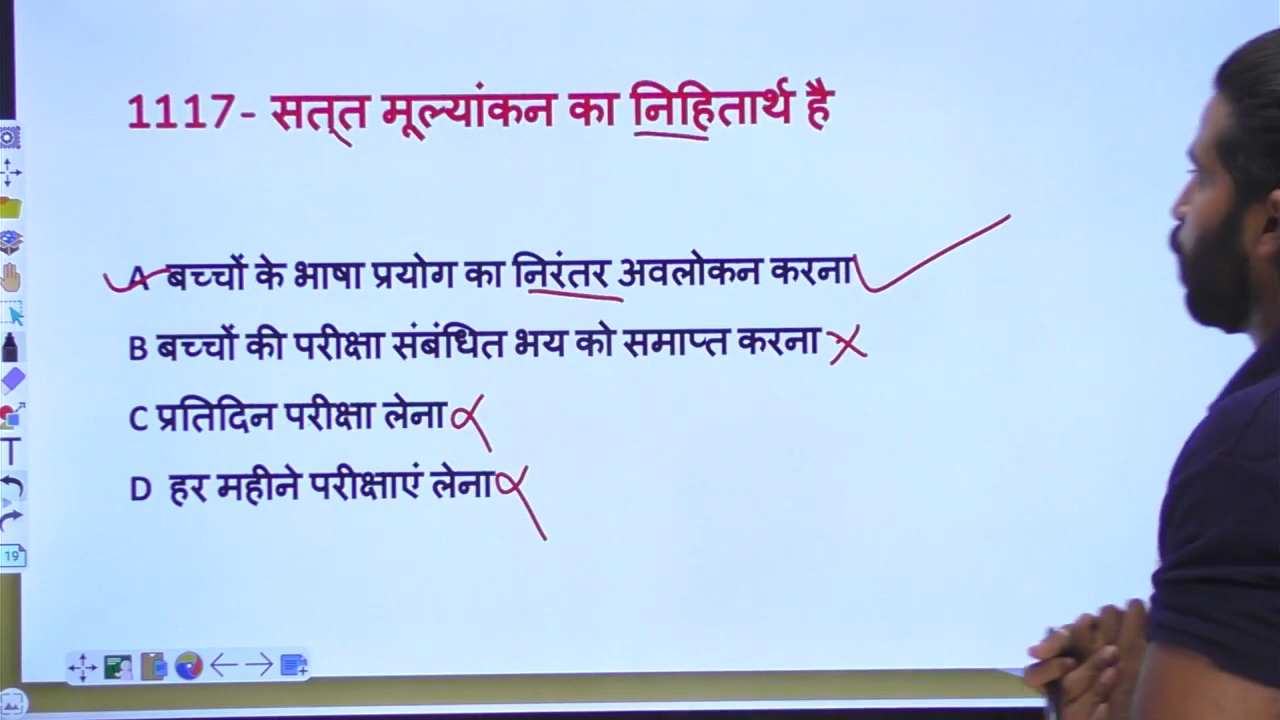 1117- सत्त मूल्यांकन का निहितार्थ है
A बच्चों के भाषा प्रयोग का निरंतर अवलोकन करना
B बच्चों की परीक्षा संबंधित भय को समाप्त करना
C प्रतिदिन परीक्षा लेना
D हर महीने परीक्षाएं लेना
19